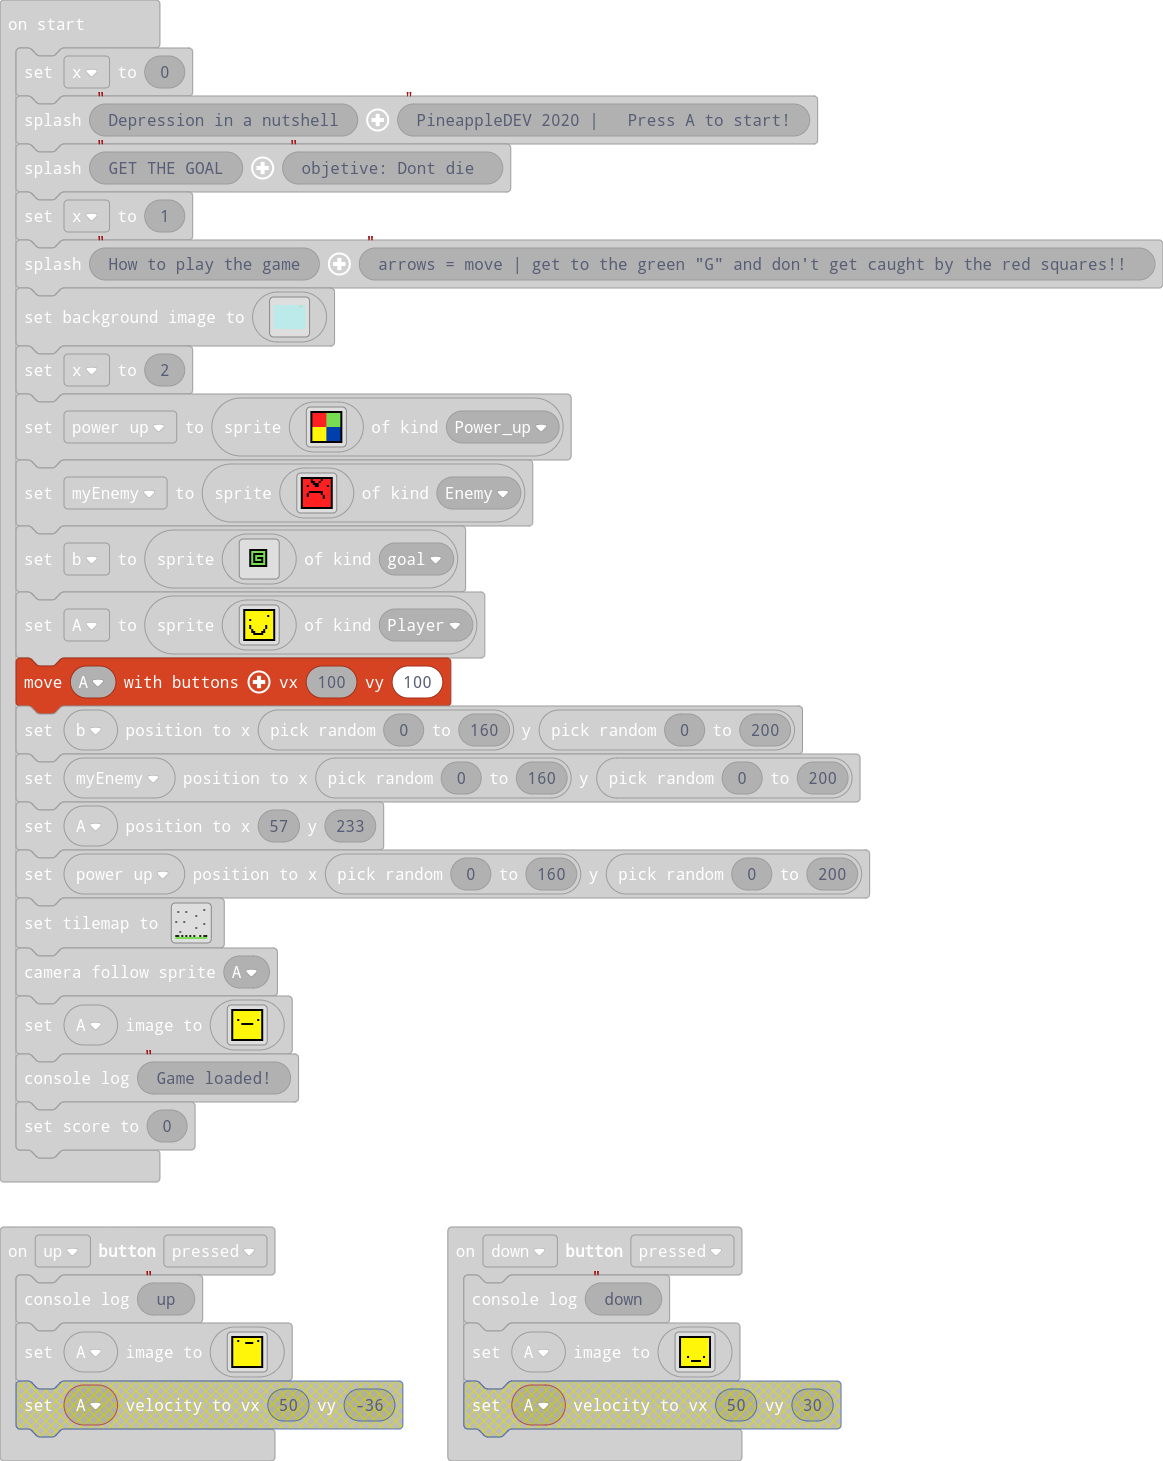 on start
set x to 0
splash " Depression in a nutshell " PineappleDEV 2020 | Press A to start!
splash " GET THE GOAL " objetive: Dont die
set x to 1
splash " How to play the game " arrows = move | get to the green "G" and don't get caught by the red squares!!
set background image to
set x to 2
set power up to sprite of kind Power_up
set myEnemy to sprite of kind Enemy
set b to sprite G of kind goal
set A to sprite of kind Player
move A with buttons vx 100 vy 100
set b position to x pick random 0 to 160 y pick random 0 to 200
set myEnemy position to x pick random 0 to 160 y pick random 0 to 200
set A position to x 57 y 233
set power up position to x pick random 0 to 160 y pick random 0 to 200
set tilemap to
camera follow sprite A
set A image to
console log " Game loaded!
set score to 0
on up button pressed
console log " up
set A image to
set A velocity to vx 50 vy -36
on down button pressed
console log " down
set A image to
set A velocity to vx 50 vy 30